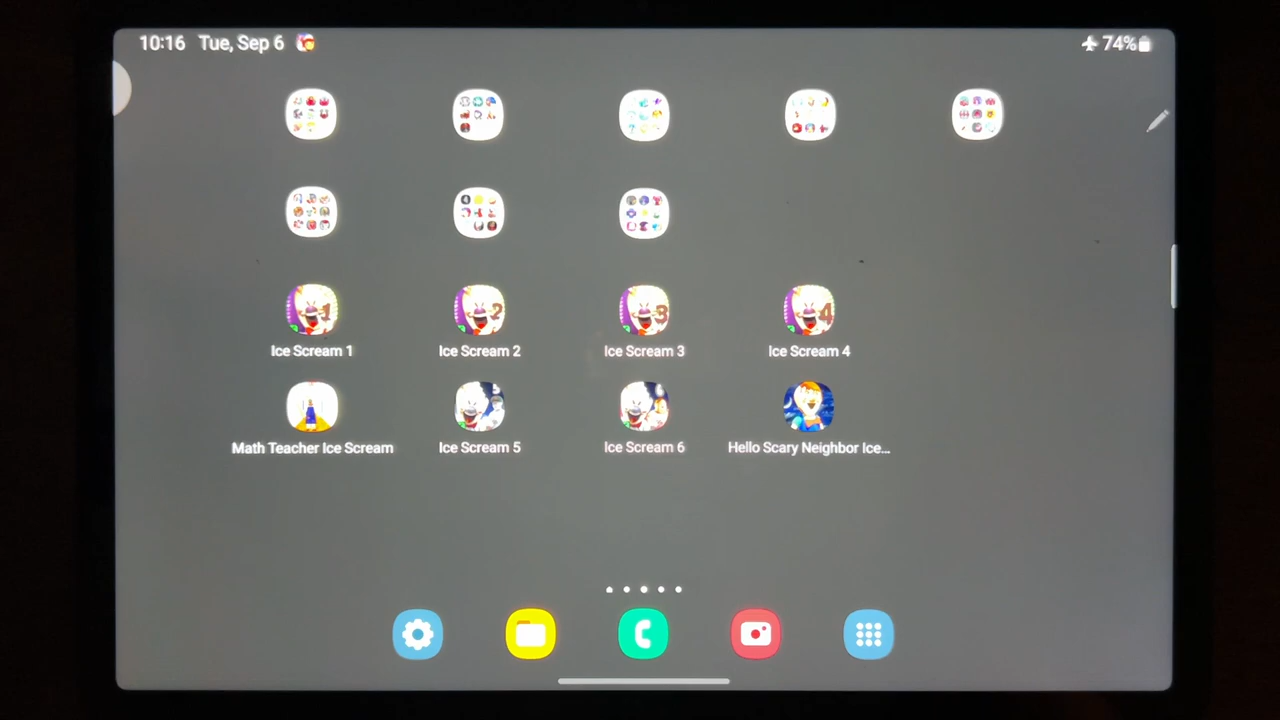 10:16 Tue, Sep 6 74%
Ice Scream 1 Ice Scream 2 Ice Scream 3 Ice Scream 4
Math Teacher Ice Scream Ice Scream 5 Ice Scream 6 Hello Scary Neighbor Ice...